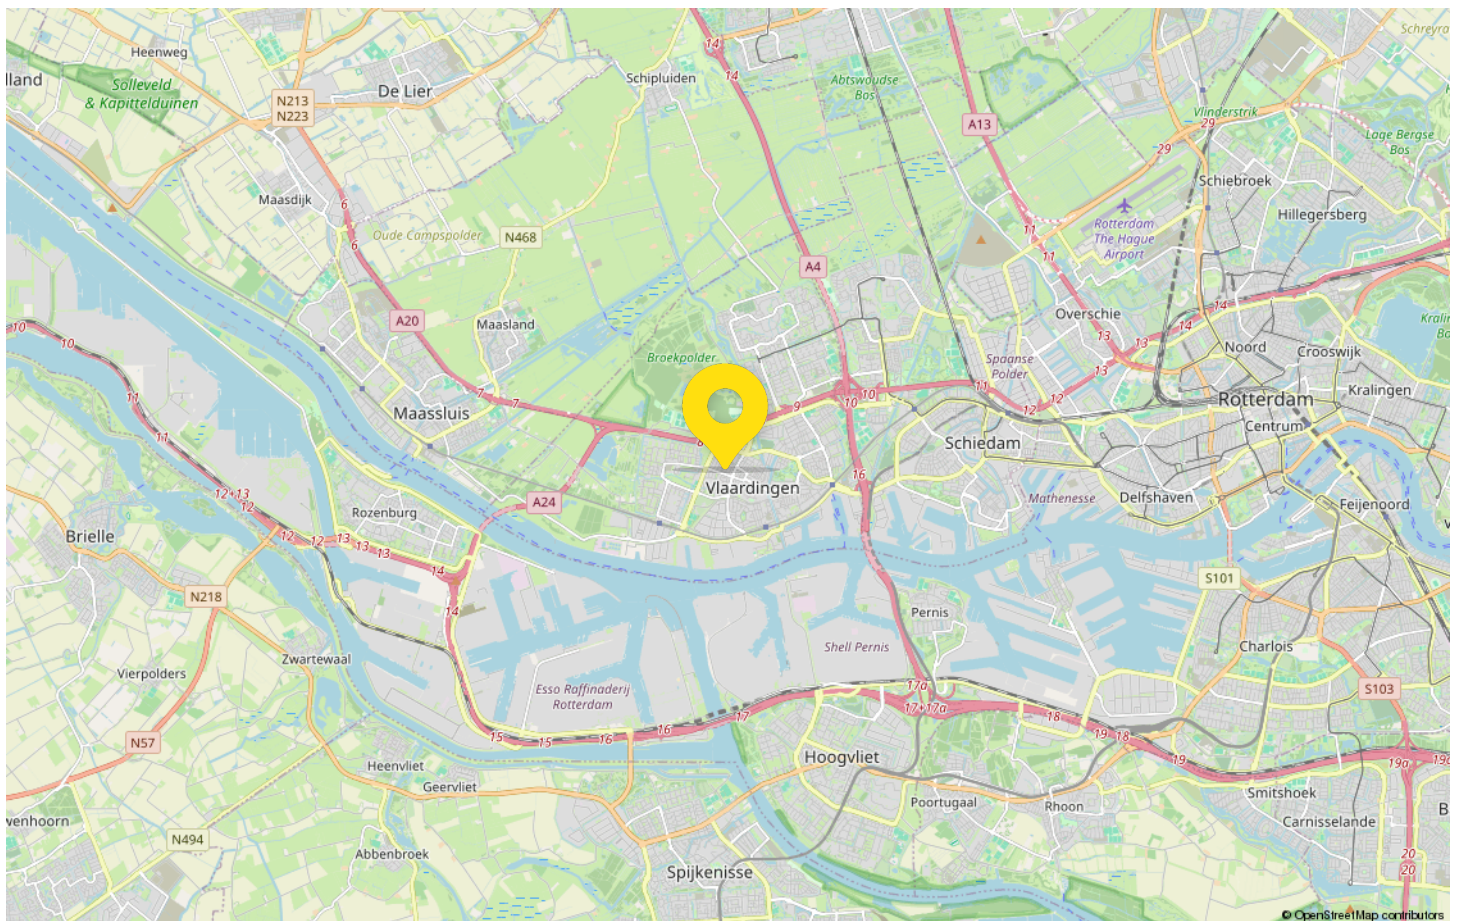 Heenweg
Schipluiden
Abtswoudse
Bos
lland
Solleveld
& Kapittelduinen
De Lier
N213
N223
14
14
A13
Vlinderstrik
29
29
Lage Bergse
Bos
Schiebroek
Maasdijk
6
6
Oude Campspolder
N468
Hillegersberg
Rotterdam
The Hague
Airport
11
11
A4
A20
Maasland
10
10
Overschie
14
14
13
13
13
Noord
Crooswijk
Broekpolder
Spaanse
Polder
7
7
11
11
12
12
10
10
9
8
Kralingen
Rotterdam
Centrum
Maassluis
Schiedam
11
16
Vlaardingen
Mathenesse
Delfshaven
Feijenoord
12+13
12
12
12
13
13
13
14
14
A24
Rozenburg
Brielle
N218
S101
Pernis
Charlois
Zwartewaal
Vierpolders
Shell Pernis
Esso Raffinaderij
Rotterdam
17a
17+17a
S103
15
15
16
16
17
18
19
18
19
19a
N57
Hoogvliet
Heenvliet
Geervliet
Poortugaal
Rhoon
Smitshoek
Carnisselande
wenhoorn
N494
Abbenbroek
Spijkenisse
20
20
© OpenStreetMap contributors